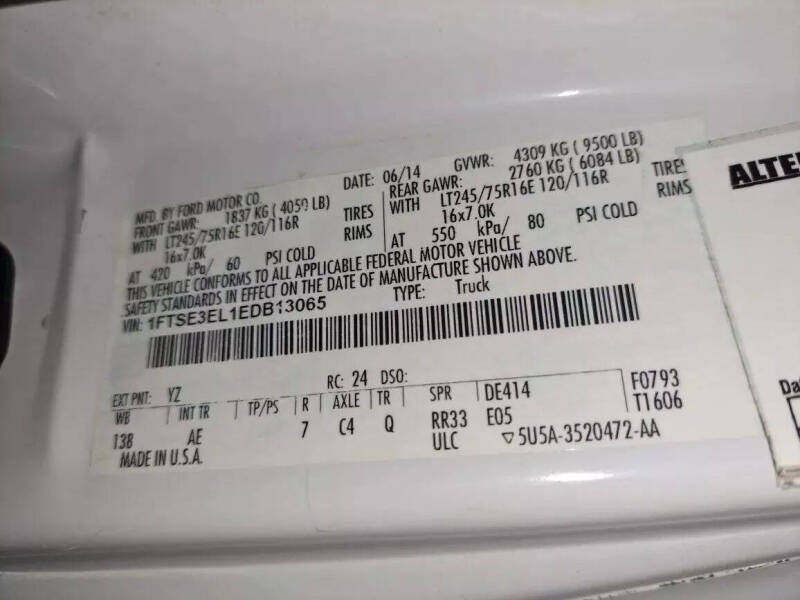 MFD. BY FORD MOTOR CO. DATE: 06/14 GVWR: 4309 KG ( 9500 LB)
FRONT GAWR: 1837 KG ( 4050 LB) REAR GAWR: 2760 KG ( 6084 LB)
WITH LT245/75R16E 120/116R TIRES WITH LT245/75R16E 120/116R TIRES
16x7.0K RIMS 16x7.0K RIMS
AT 420 kPa/ 60 PSI COLD AT 550 kPa/ 80 PSI COLD
THIS VEHICLE CONFORMS TO ALL APPLICABLE FEDERAL MOTOR VEHICLE
SAFETY STANDARDS IN EFFECT ON THE DATE OF MANUFACTURE SHOWN ABOVE.
VIN: 1FTSE3EL1EDB13065 TYPE: Truck
EXT PNT: YZ RC: 24 DSO: F0793
WB INT TR TP/PS R AXLE TR SPR DE414 T1606
138 AE 7 C4 Q RR33 E05
MADE IN U.S.A. ULC ▽5U5A-3520472-AA
ALTE
Da